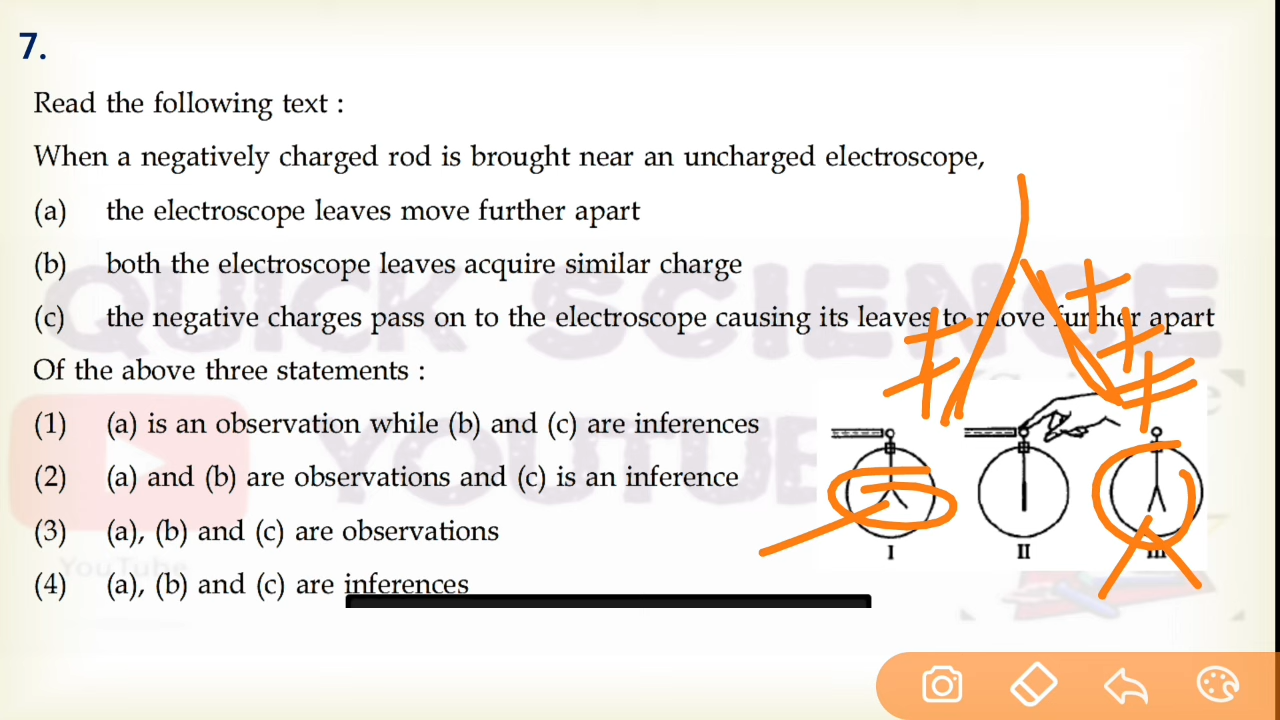 7.
Read the following text :
When a negatively charged rod is brought near an uncharged electroscope,
(a) the electroscope leaves move further apart
(b) both the electroscope leaves acquire similar charge
(c) the negative charges pass on to the electroscope causing its leaves to move further apart
Of the above three statements :
(1) (a) is an observation while (b) and (c) are inferences
(2) (a) and (b) are observations and (c) is an inference
(3) (a), (b) and (c) are observations
(4) (a), (b) and (c) are inferences
I II III
QUICK SCIENCE
YOUTUBE
YouTube